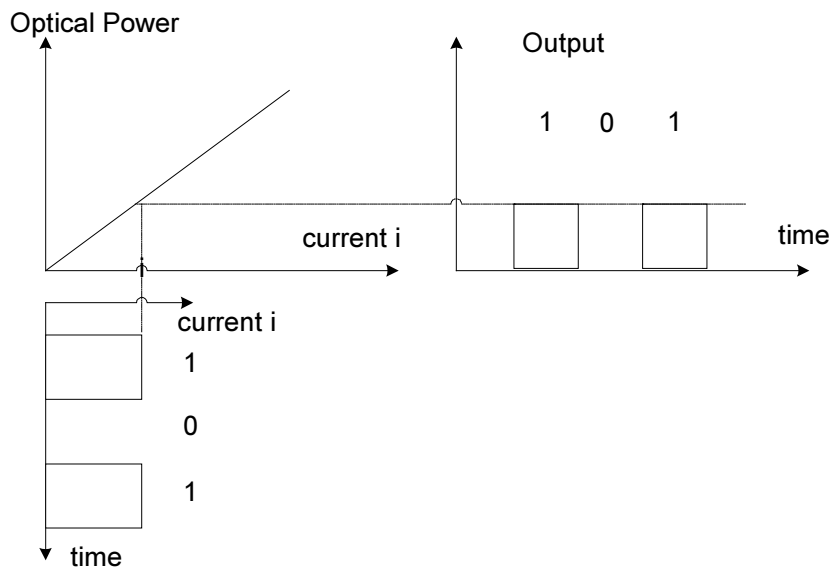 Optical Power
Output
1 0 1
current i
time
i
current i
1
0
1
time